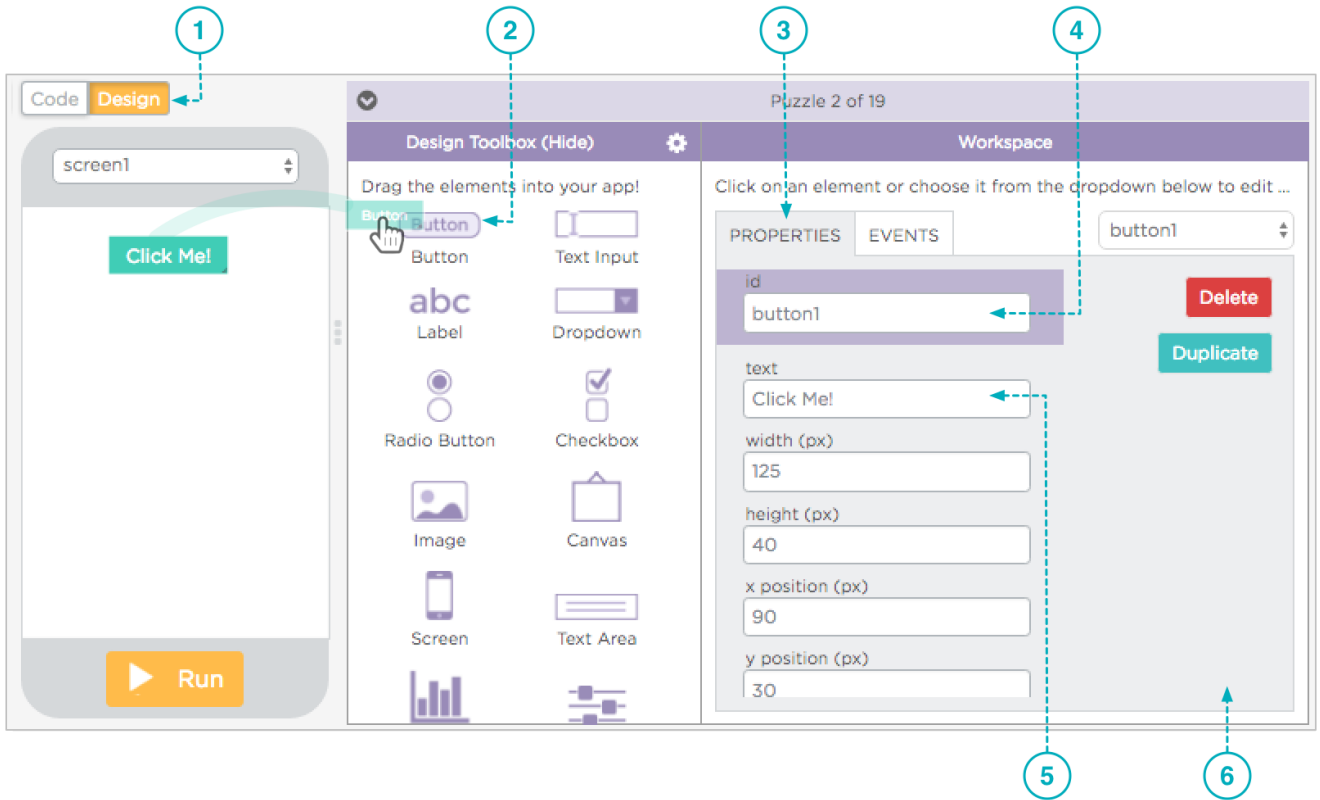 1
2
3
4
Code Design
Puzzle 2 of 19
Design Toolbox (Hide)
Workspace
screen1
Drag the elements into your app!
Click on an element or choose it from the dropdown below to edit ...
Button
Button
Button
Text Input
PROPERTIES
EVENTS
button1
Click Me!
abc
Label
Dropdown
id
button1
Delete
Duplicate
text
Click Me!
Radio Button
Checkbox
width (px)
125
height (px)
40
Image
Canvas
x position (px)
90
Screen
Text Area
y position (px)
30
Run
5
6